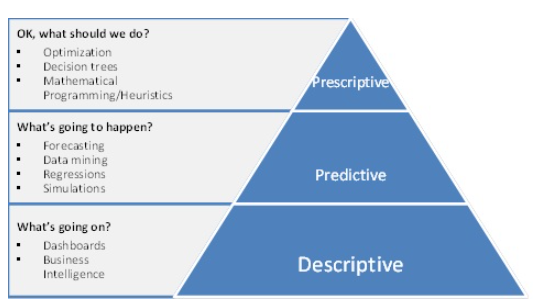 OK, what should we do?
▪ Optimization
▪ Decision trees
▪ Mathematical
Programming/Heuristics
Prescriptive
What's going to happen?
▪ Forecasting
▪ Data mining
▪ Regressions
▪ Simulations
Predictive
What's going on?
▪ Dashboards
▪ Business
Intelligence
Descriptive